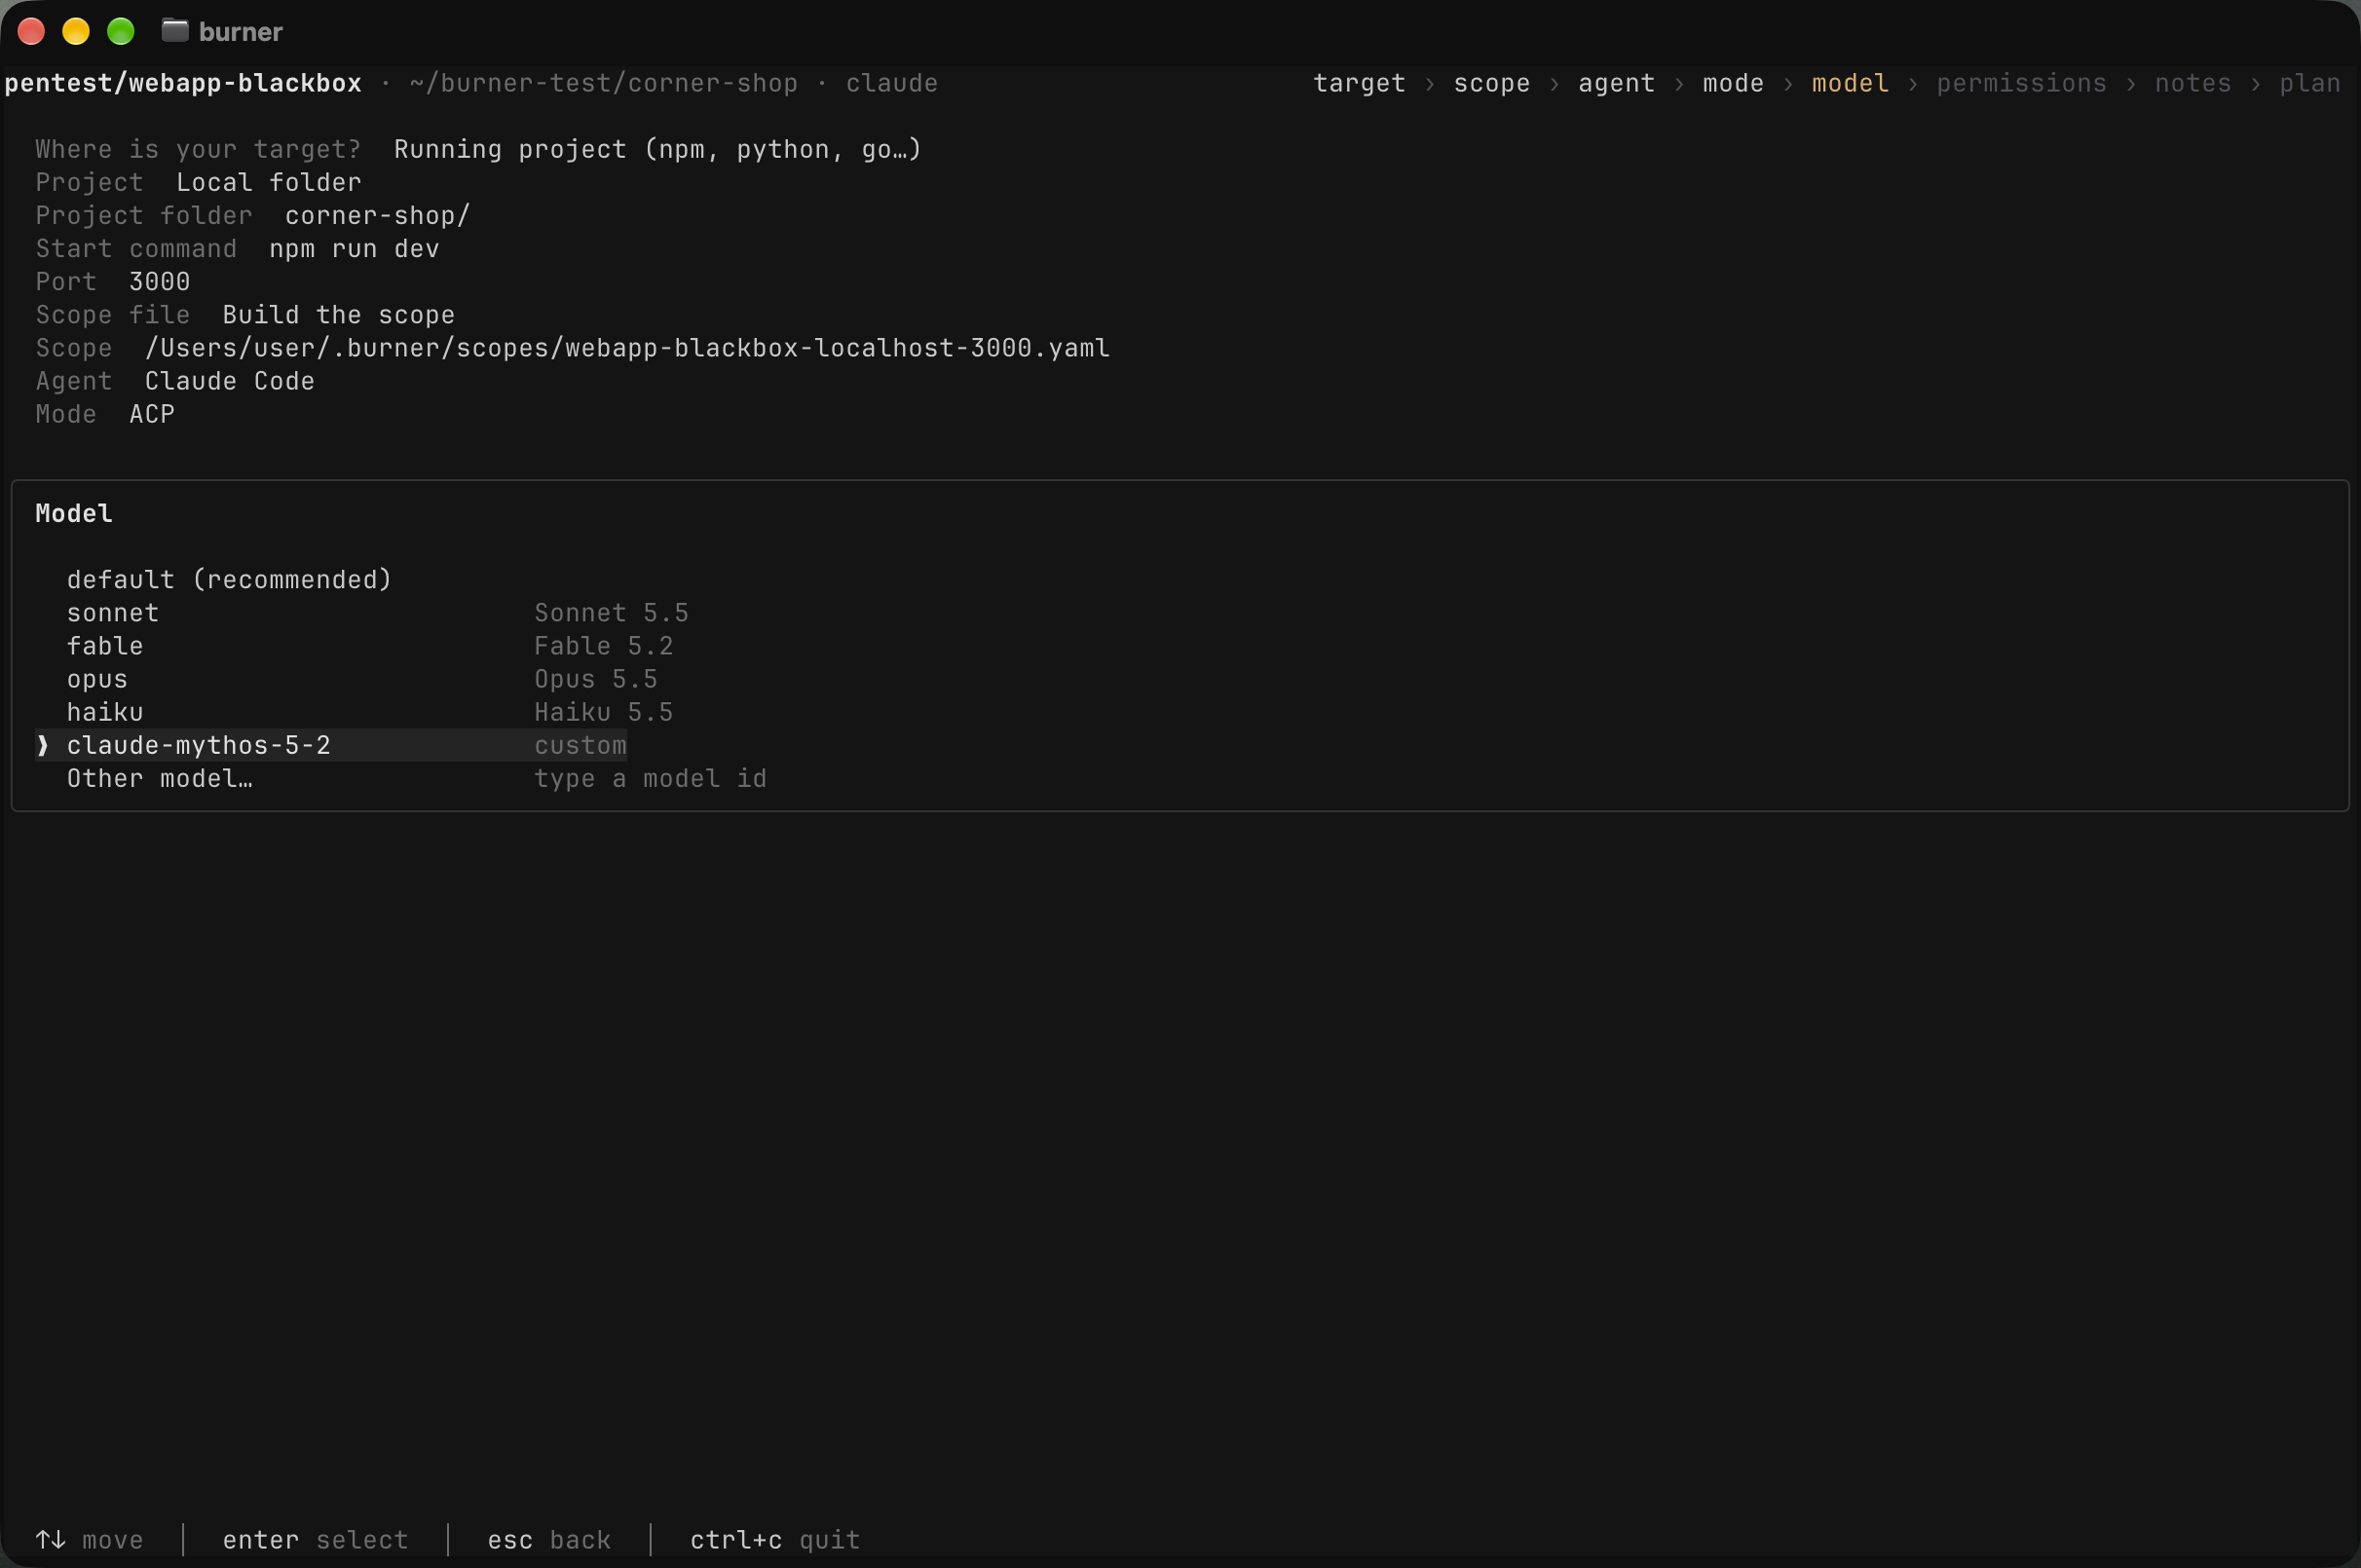 burner
pentest/webapp-blackbox · ~/burner-test/corner-shop · claude target › scope › agent › mode › model › permissions › notes › plan
Where is your target? Running project (npm, python, go…)
Project Local folder
Project folder corner-shop/
Start command npm run dev
Port 3000
Scope file Build the scope
Scope /Users/user/.burner/scopes/webapp-blackbox-localhost-3000.yaml
Agent Claude Code
Mode ACP
Model
default (recommended)
sonnet Sonnet 5.5
fable Fable 5.2
opus Opus 5.5
haiku Haiku 5.5
❯ claude-mythos-5-2 custom
Other model… type a model id
↑↓ move │ enter select │ esc back │ ctrl+c quit